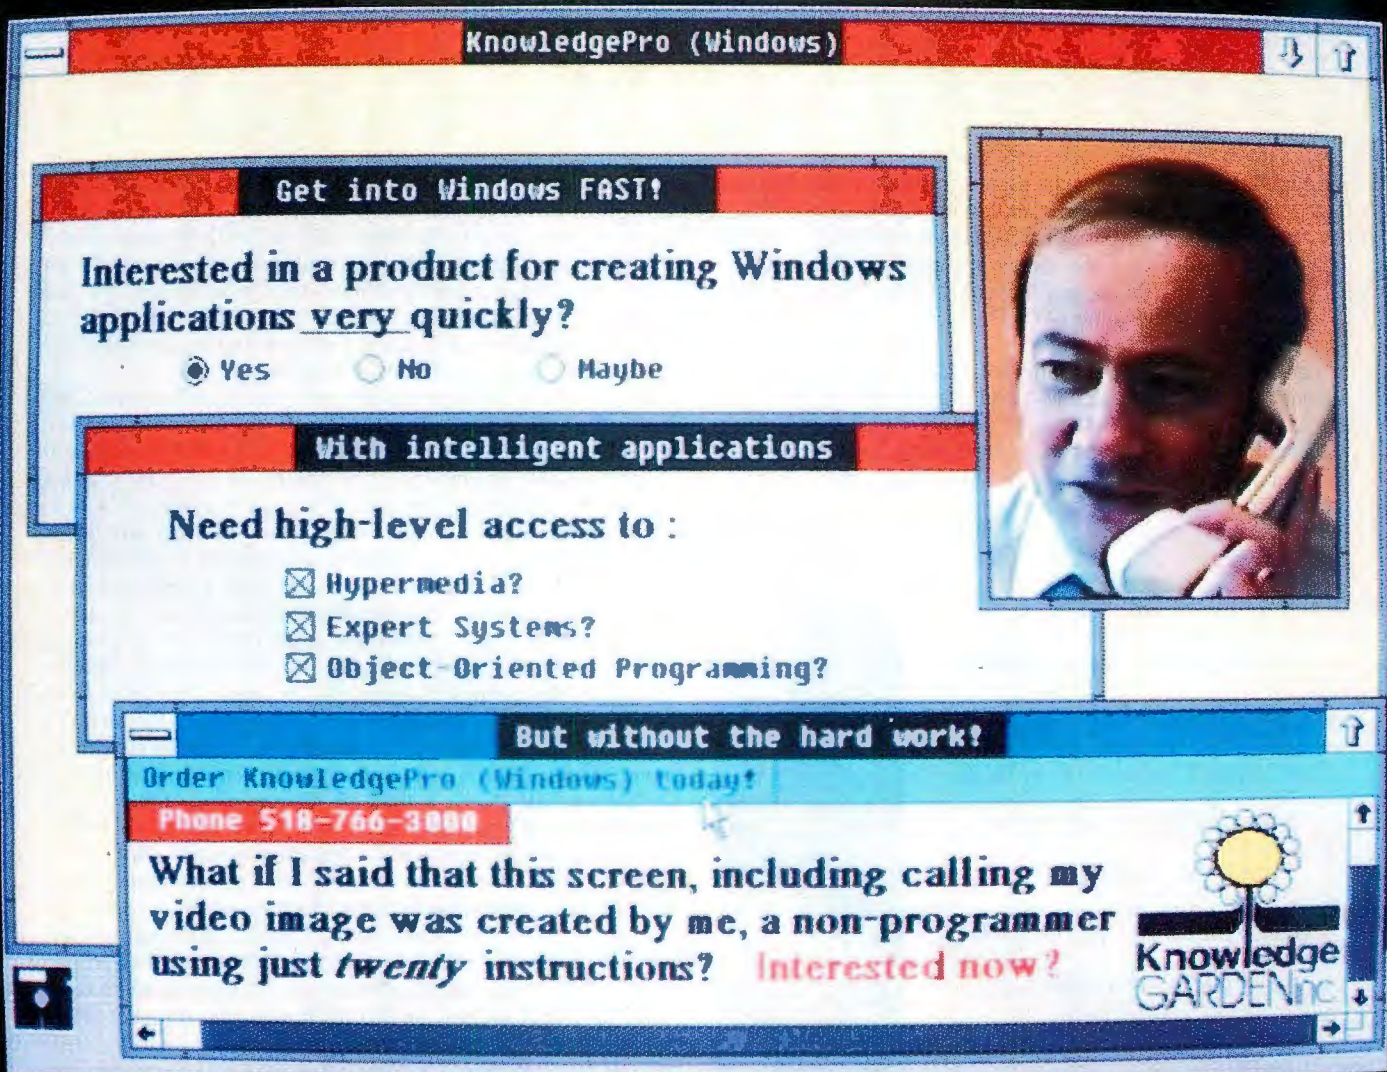 KnowledgePro (Windows)
Get into Windows FAST!
Interested in a product for creating Windows
applications very quickly?
Yes No Maybe
With intelligent applications
Need high-level access to :
Hypermedia?
Expert Systems?
Object-Oriented Programming?
But without the hard work!
Order KnowledgePro (Windows) today!
Phone 518-766-3000
What if I said that this screen, including calling my
video image was created by me, a non-programmer
using just twenty instructions? Interested now?
Knowledge
GARDEN inc